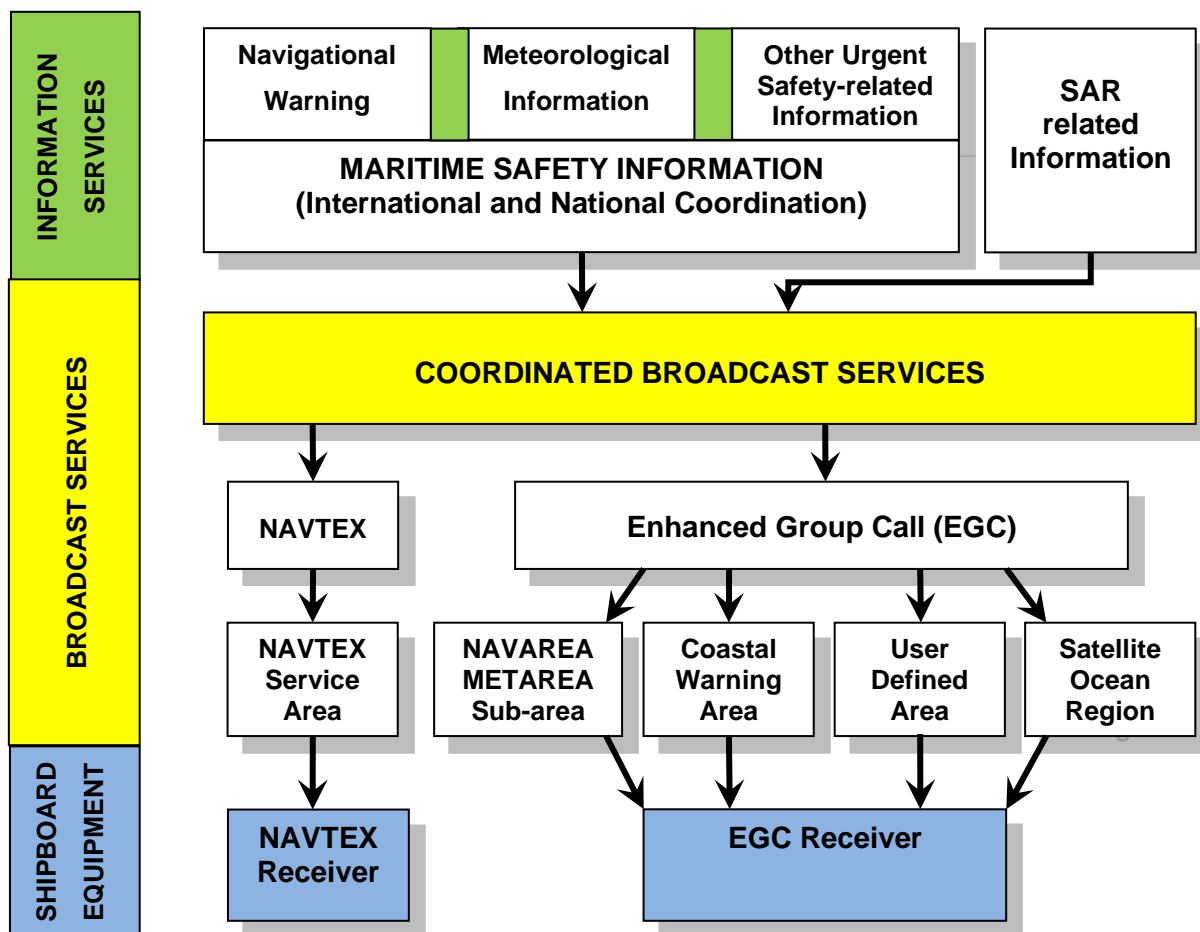 INFORMATION
SERVICES
Navigational
Warning
Meteorological
Information
Other Urgent
Safety-related
Information
SAR
related
Information
MARITIME SAFETY INFORMATION
(International and National Coordination)
BROADCAST SERVICES
COORDINATED BROADCAST SERVICES
NAVTEX
Enhanced Group Call (EGC)
NAVTEX
Service
Area
NAVAREA
METAREA
Sub-area
Coastal
Warning
Area
User
Defined
Area
Satellite
Ocean
Region
SHIPBOARD
EQUIPMENT
NAVTEX
Receiver
EGC Receiver